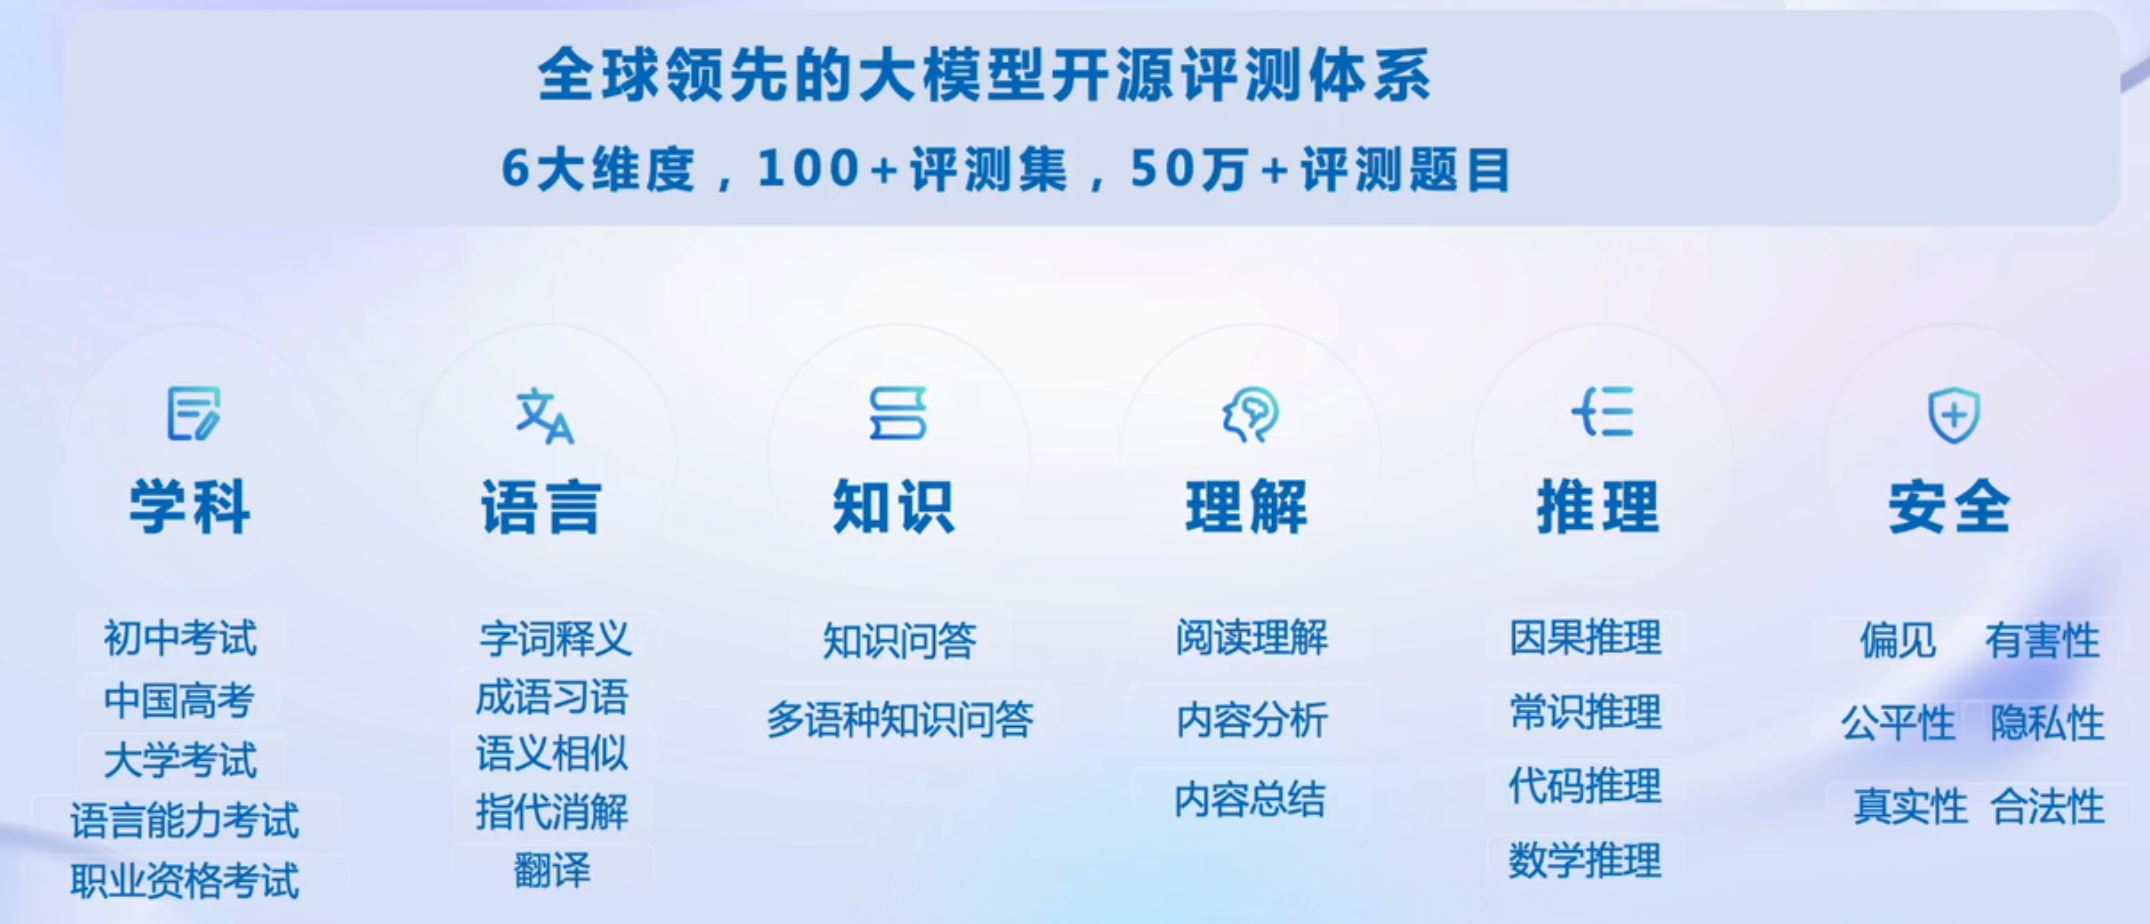 全球领先的大模型开源评测体系
6大维度，100+评测集，50万+评测题目
学科
初中考试
中国高考
大学考试
语言能力考试
职业资格考试
语言
字词释义
成语习语
语义相似
指代消解
翻译
知识
知识问答
多语种知识问答
理解
阅读理解
内容分析
内容总结
推理
因果推理
常识推理
代码推理
数学推理
安全
偏见 有害性
公平性 隐私性
真实性 合法性